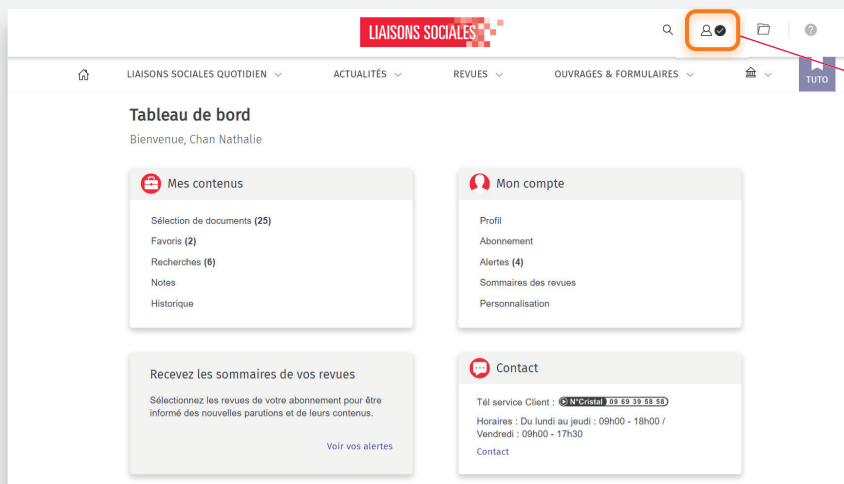 LIAISONS SOCIALES
LIAISONS SOCIALES QUOTIDIEN
ACTUALITÉS
REVUES
OUVRAGES & FORMULAIRES
TUTO
Tableau de bord
Bienvenue, Chan Nathalie
Mes contenus
Sélection de documents (25)
Favoris (2)
Recherches (6)
Notes
Historique
Mon compte
Profil
Abonnement
Alertes (4)
Sommaires des revues
Personnalisation
Recevez les sommaires de vos revues
Sélectionnez les revues de votre abonnement pour être
informé des nouvelles parutions et de leurs contenus.
Voir vos alertes
Contact
Tél service Client : N°Cristal 09 69 39 58 58
Horaires : Du lundi au jeudi : 09h00 - 18h00 /
Vendredi : 09h00 - 17h30
Contact